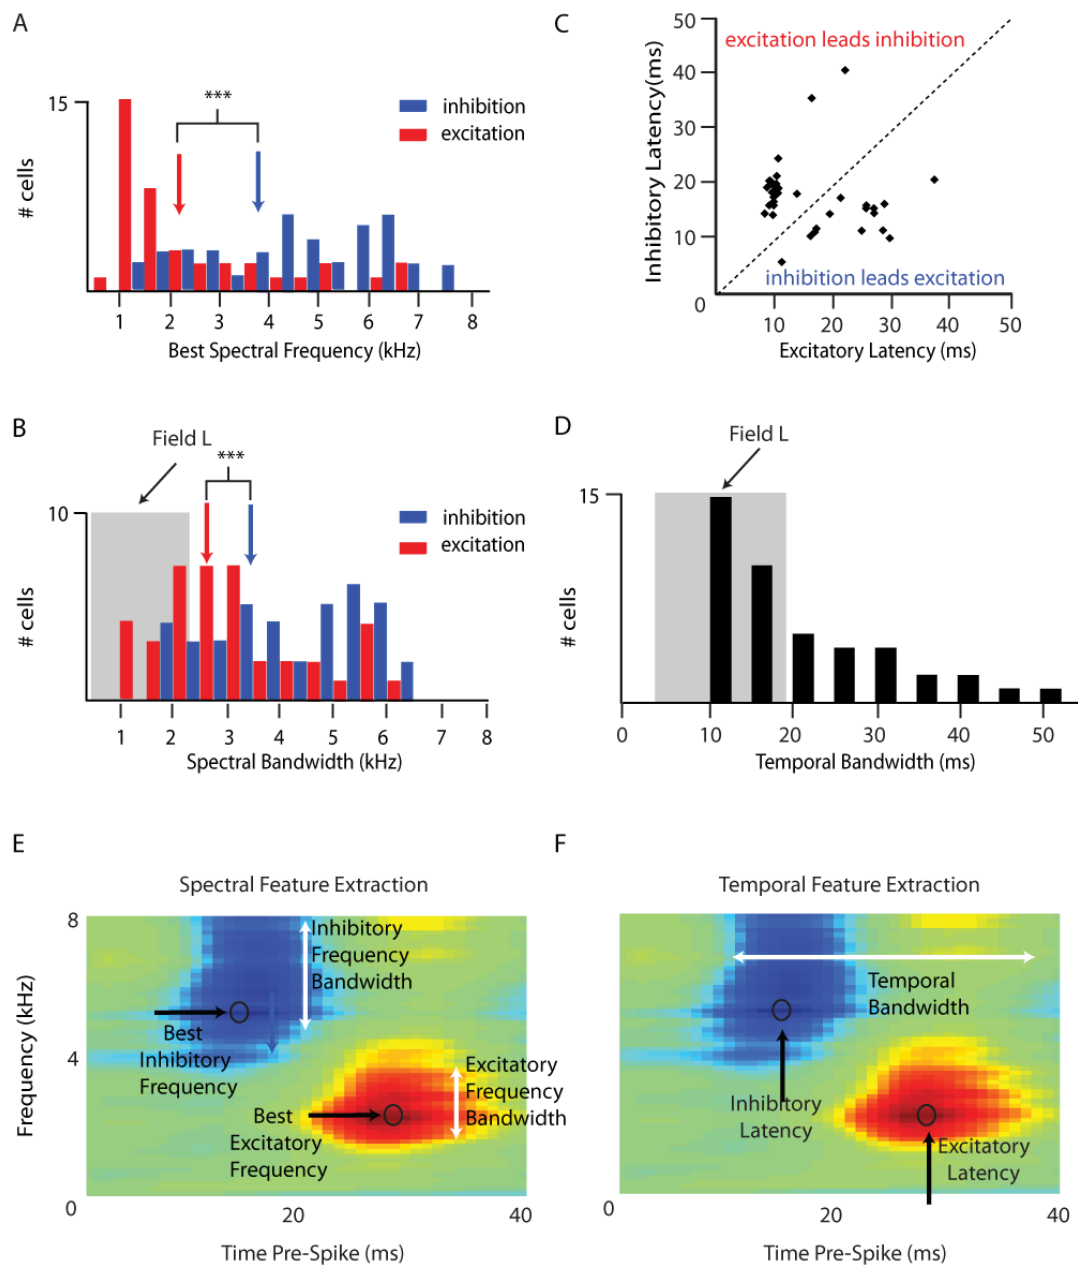 A
15
***
inhibition
excitation
# cells
1 2 3 4 5 6 7 8
Best Spectral Frequency (kHz)
C
50
40
30
20
10
0
Inhibitory Latency(ms)
excitation leads inhibition
inhibition leads excitation
10 20 30 40 50
Excitatory Latency (ms)
B
Field L
***
10
inhibition
excitation
# cells
1 2 3 4 5 6 7 8
Spectral Bandwidth (kHz)
D
Field L
15
# cells
0 10 20 30 40 50
Temporal Bandwidth (ms)
E
Spectral Feature Extraction
8
4
0
Frequency (kHz)
Inhibitory
Frequency
Bandwidth
Best
Inhibitory
Frequency
Excitatory
Frequency
Bandwidth
Best
Excitatory
Frequency
20 40
Time Pre-Spike (ms)
F
Temporal Feature Extraction
Temporal
Bandwidth
Inhibitory
Latency
Excitatory
Latency
0 20 40
Time Pre-Spike (ms)